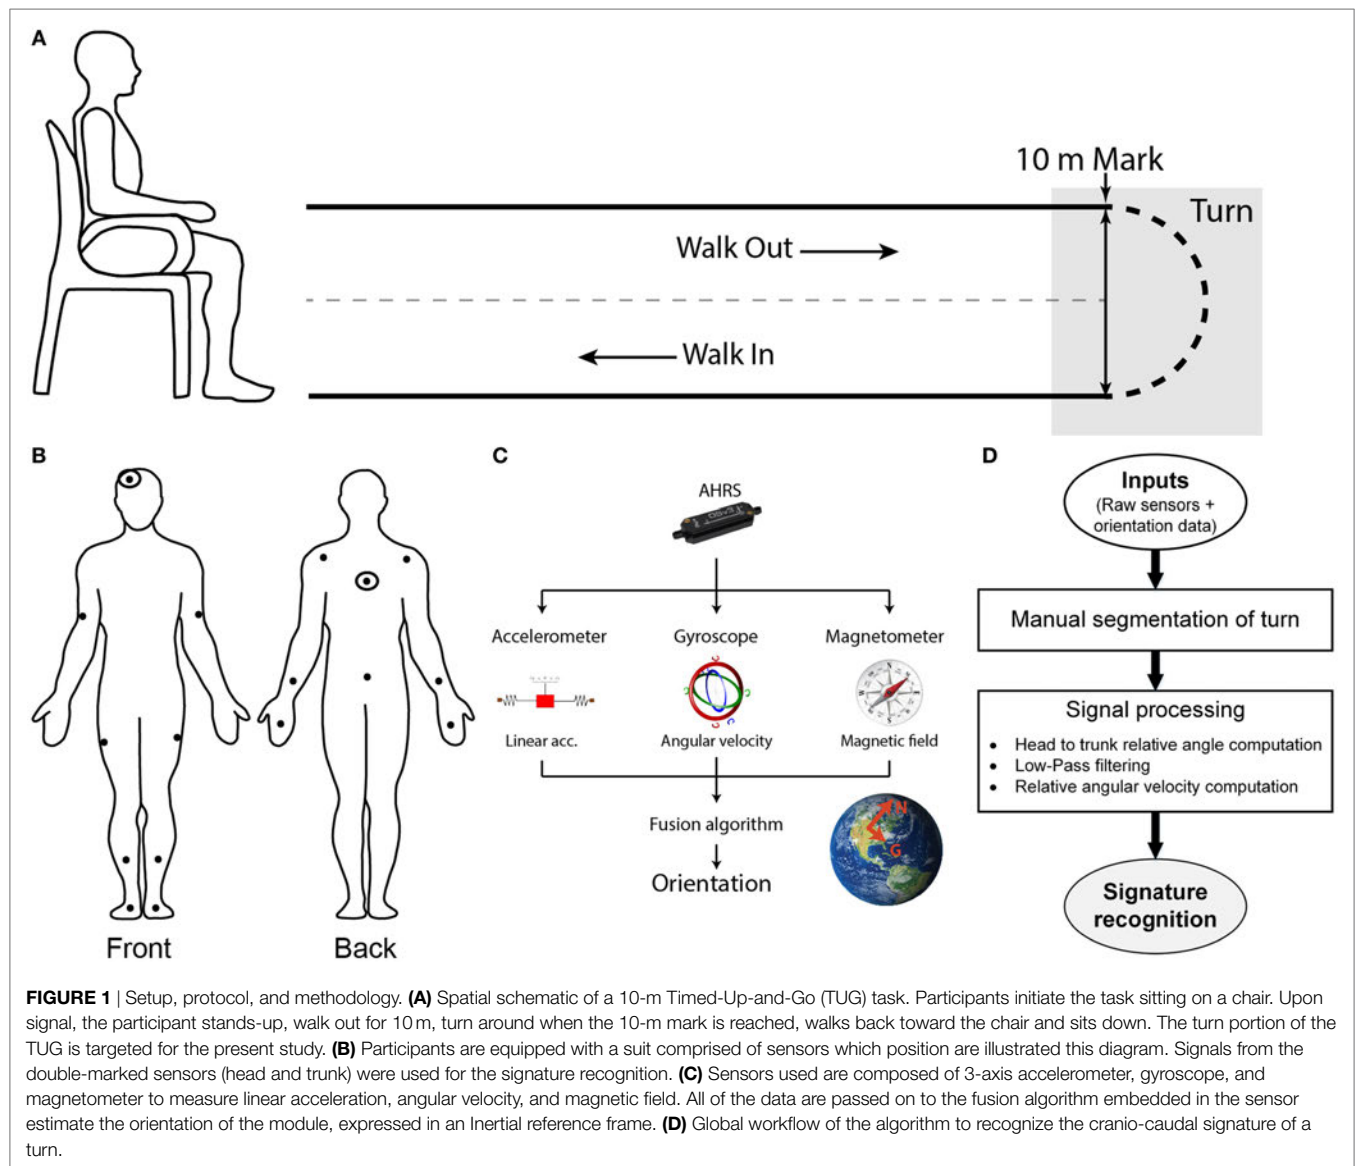 A
10 m Mark
Turn
Walk Out
Walk In
B
Front
Back
C
AHRS
Accelerometer
Gyroscope
Magnetometer
Linear acc.
Angular velocity
Magnetic field
Fusion algorithm
Orientation
N
G
D
Inputs
(Raw sensors +
orientation data)
Manual segmentation of turn
Signal processing
• Head to trunk relative angle computation
• Low-Pass filtering
• Relative angular velocity computation
Signature
recognition
FIGURE 1 | Setup, protocol, and methodology. (A) Spatial schematic of a 10-m Timed-Up-and-Go (TUG) task. Participants initiate the task sitting on a chair. Upon
signal, the participant stands-up, walk out for 10 m, turn around when the 10-m mark is reached, walks back toward the chair and sits down. The turn portion of the
TUG is targeted for the present study. (B) Participants are equipped with a suit comprised of sensors which position are illustrated this diagram. Signals from the
double-marked sensors (head and trunk) were used for the signature recognition. (C) Sensors used are composed of 3-axis accelerometer, gyroscope, and
magnetometer to measure linear acceleration, angular velocity, and magnetic field. All of the data are passed on to the fusion algorithm embedded in the sensor
estimate the orientation of the module, expressed in an Inertial reference frame. (D) Global workflow of the algorithm to recognize the cranio-caudal signature of a
turn.